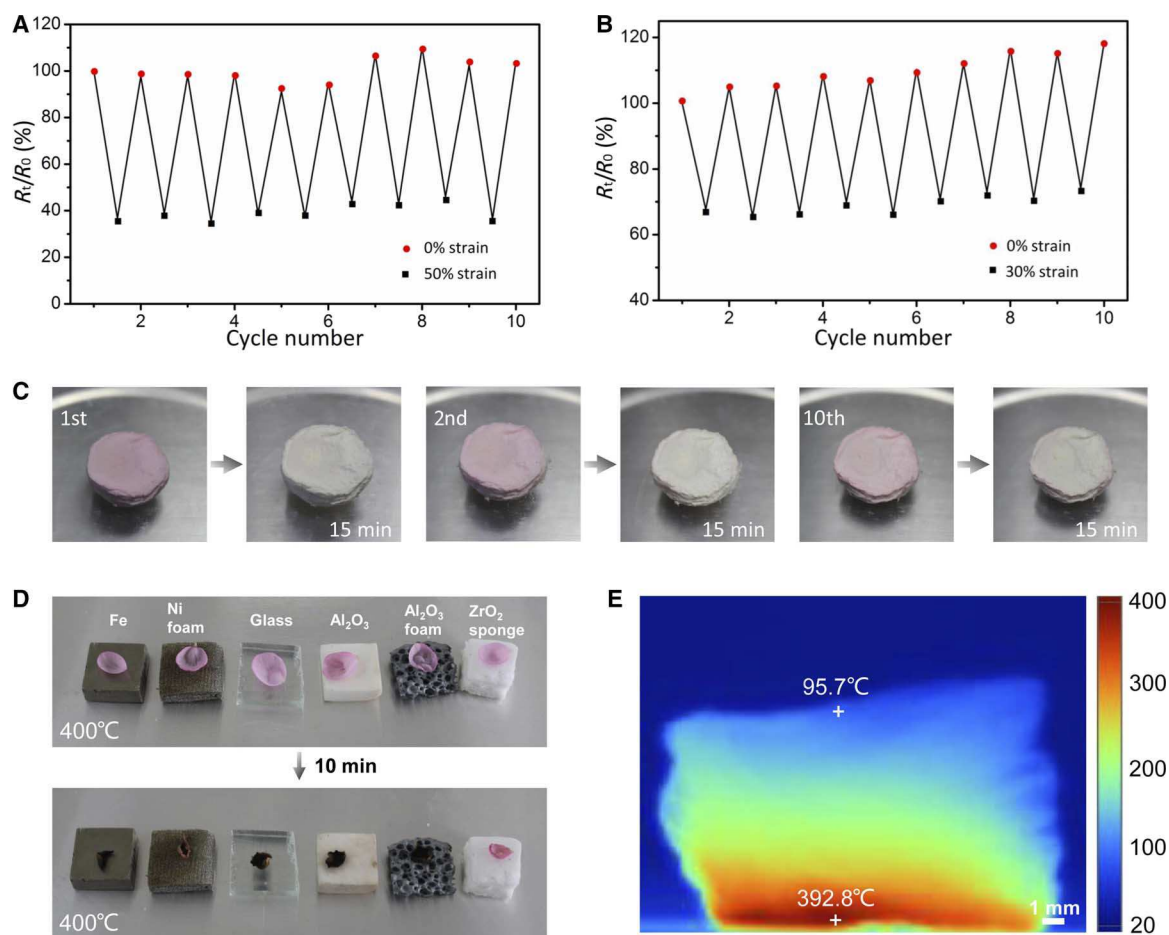 A
120
100
80
60
40
20
0
Rt/R0 (%)
0% strain
50% strain
2
4
6
8
10
Cycle number
B
120
100
80
60
40
Rt/R0 (%)
0% strain
30% strain
2
4
6
8
10
Cycle number
C
1st
15 min
2nd
15 min
10th
15 min
D
Fe
Ni
foam
Glass
Al₂O₃
Al₂O₃
foam
ZrO₂
sponge
400℃
10 min
400℃
E
95.7℃
392.8℃
1 mm
400
300
200
100
20